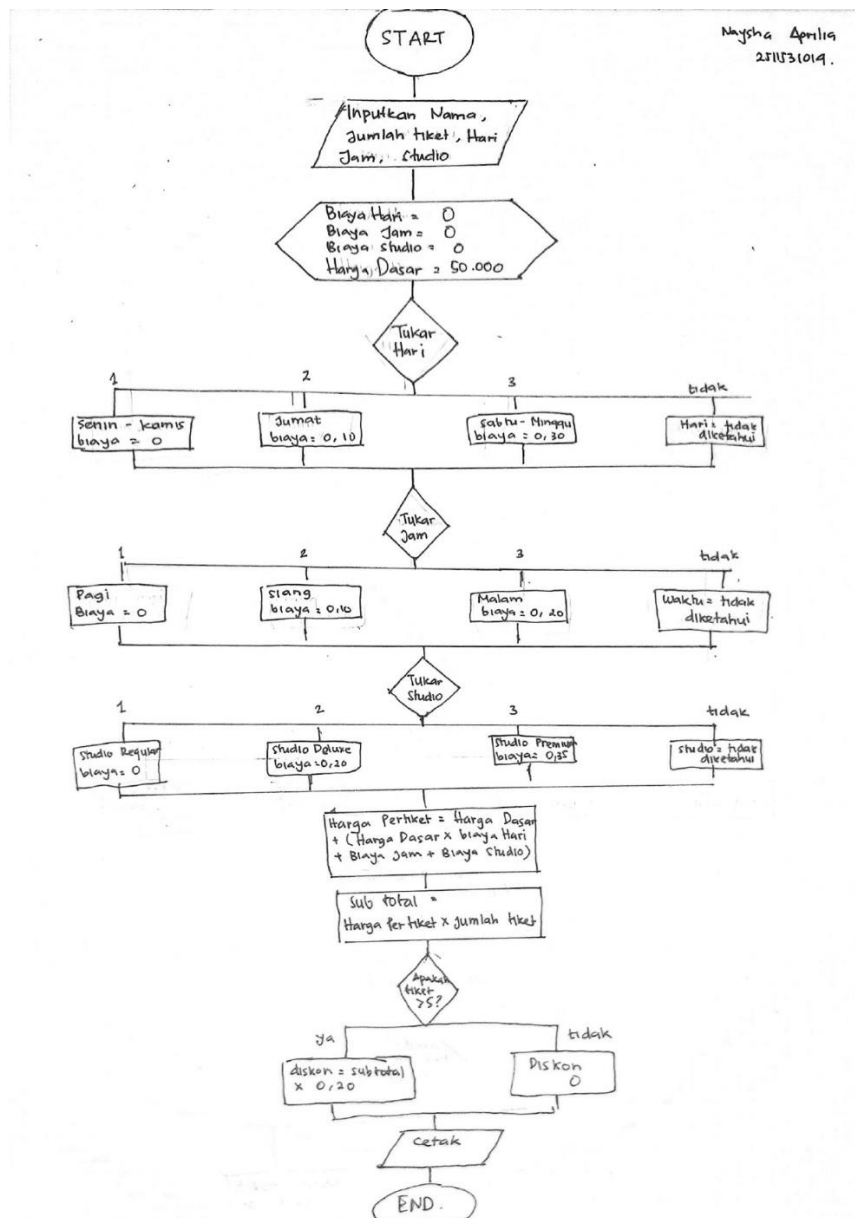 START
Naysha Aprilia
2511531014.
Inputkan Nama,
Jumlah tiket, Hari
Jam, studio
Biaya Hari = 0
Biaya Jam = 0
Biaya studio = 0
Harga Dasar = 50.000
Tukar
Hari
1
2
3
tidak
Senin - Kamis
biaya = 0
Jumat
biaya = 0,10
Sabtu - Minggu
biaya = 0,30
Hari = tidak
diketahui
Tukar
Jam
1
2
3
tidak
Pagi
Biaya = 0
siang
biaya = 0,10
Malam
biaya = 0,20
Waktu = tidak
diketahui
Tukar
Studio
1
2
3
tidak
Studio Regular
biaya = 0
Studio Deluxe
biaya = 0,20
Studio Premium
biaya = 0,35
studio = tidak
diketahui
Harga Pertiket = Harga Dasar
+ (Harga Dasar x biaya Hari
+ Biaya Jam + Biaya Studio)
Sub total =
Harga Pertiket x Jumlah tiket
Apakah
tiket
>5?
ya
tidak
diskon = subtotal
x 0,20
Diskon
0
Cetak
END.